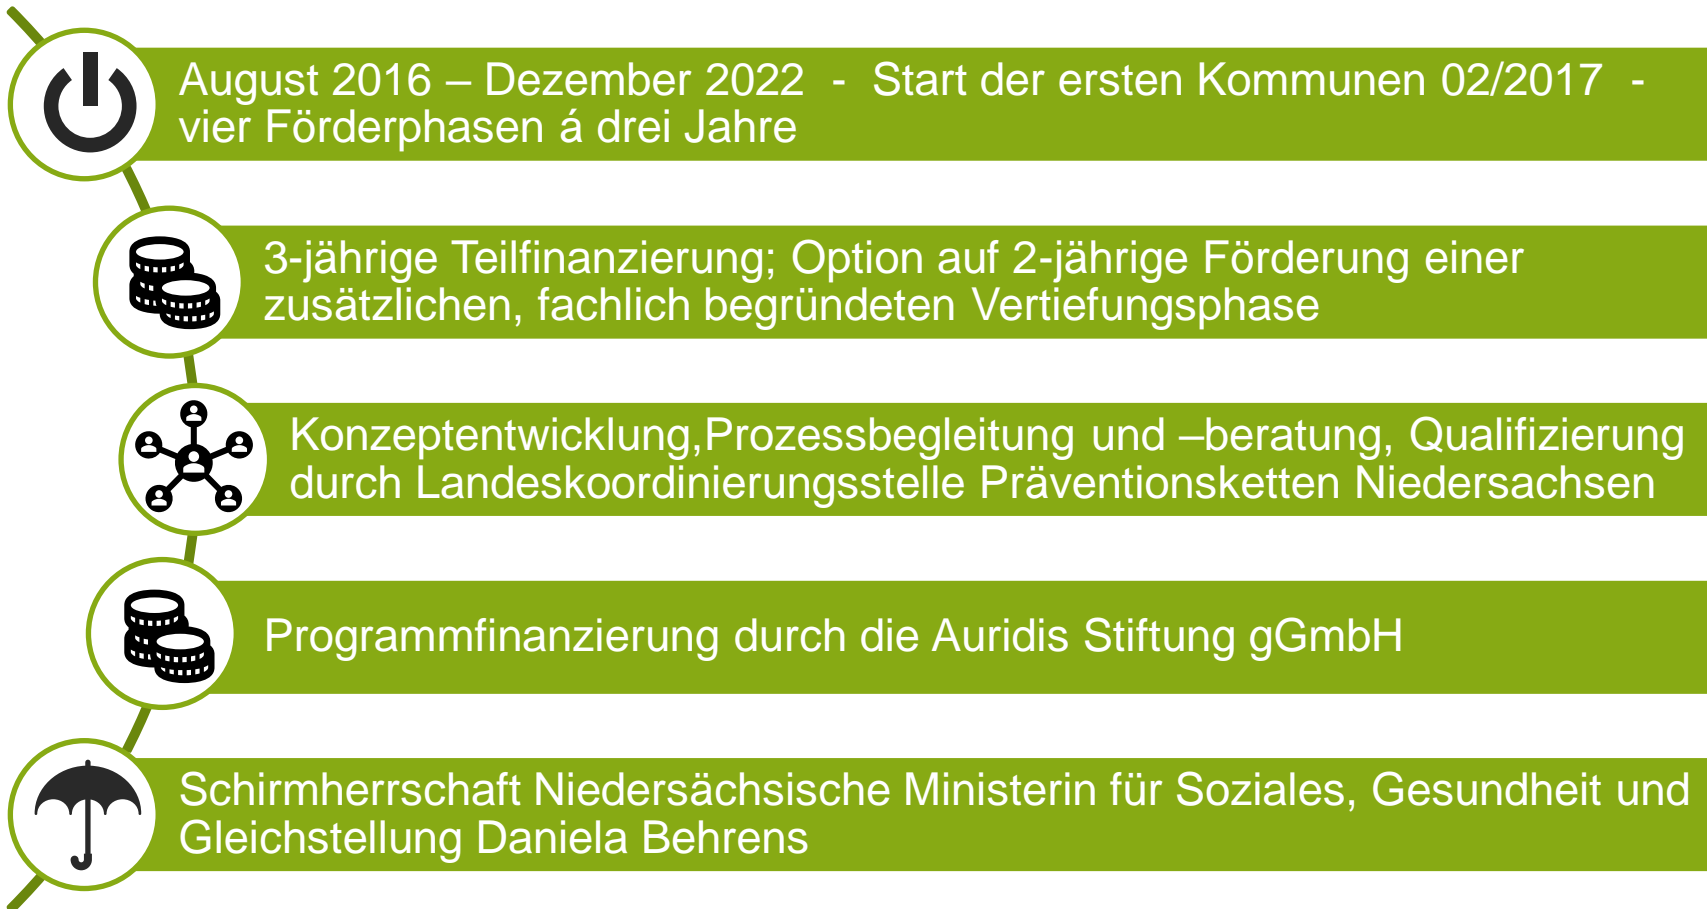 August 2016 – Dezember 2022 - Start der ersten Kommunen 02/2017 -
vier Förderphasen á drei Jahre
3-jährige Teilfinanzierung; Option auf 2-jährige Förderung einer
zusätzlichen, fachlich begründeten Vertiefungsphase
Konzeptentwicklung,Prozessbegleitung und –beratung, Qualifizierung
durch Landeskoordinierungsstelle Präventionsketten Niedersachsen
Programmfinanzierung durch die Auridis Stiftung gGmbH
Schirmherrschaft Niedersächsische Ministerin für Soziales, Gesundheit und
Gleichstellung Daniela Behrens